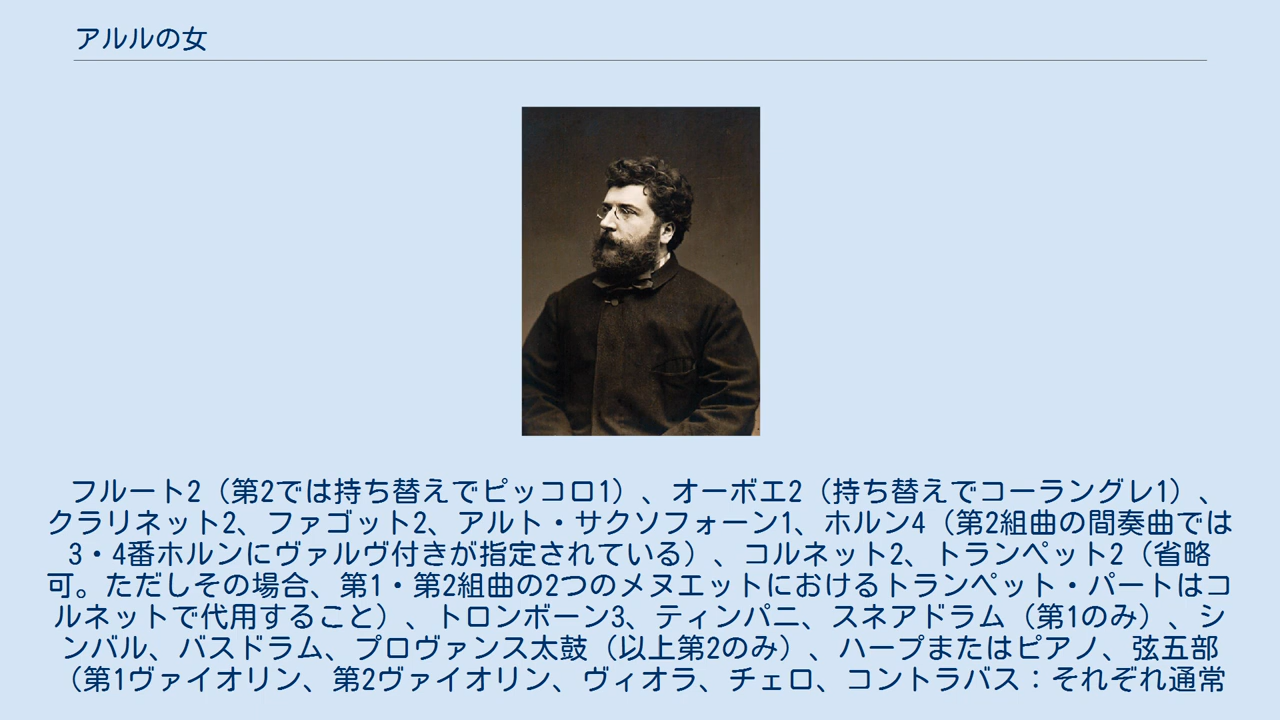 アルルの女
フルート2（第2では持ち替えでピッコロ1）、オーボエ2（持ち替えでコーラングレ1）、
クラリネット2、ファゴット2、アルト・サクソフォーン1、ホルン4（第2組曲の間奏曲では
3・4番ホルンにヴァルヴ付きが指定されている）、コルネット2、トランペット2（省略
可。ただしその場合、第1・第2組曲の2つのメヌエットにおけるトランペット・パートはコ
ルネットで代用すること）、トロンボーン3、ティンパニ、スネアドラム（第1のみ）、シ
ンバル、バスドラム、プロヴァンス太鼓（以上第2のみ）、ハープまたはピアノ、弦五部
（第1ヴァイオリン、第2ヴァイオリン、ヴィオラ、チェロ、コントラバス：それぞれ通常